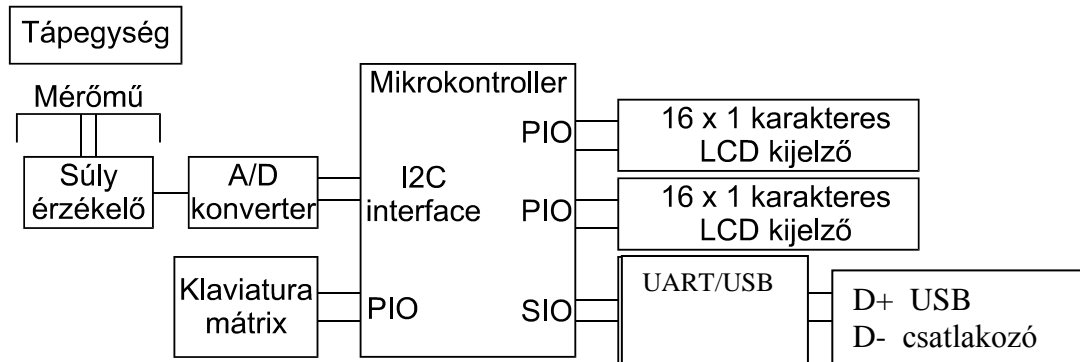 Tápegység
Mérőmű
Súly
érzékelő
A/D
konverter
Klaviatura
mátrix
Mikrokontroller
I2C
interface
PIO
PIO
PIO
SIO
16 x 1 karakteres
LCD kijelző
16 x 1 karakteres
LCD kijelző
UART/USB
D+ USB
D- csatlakozó